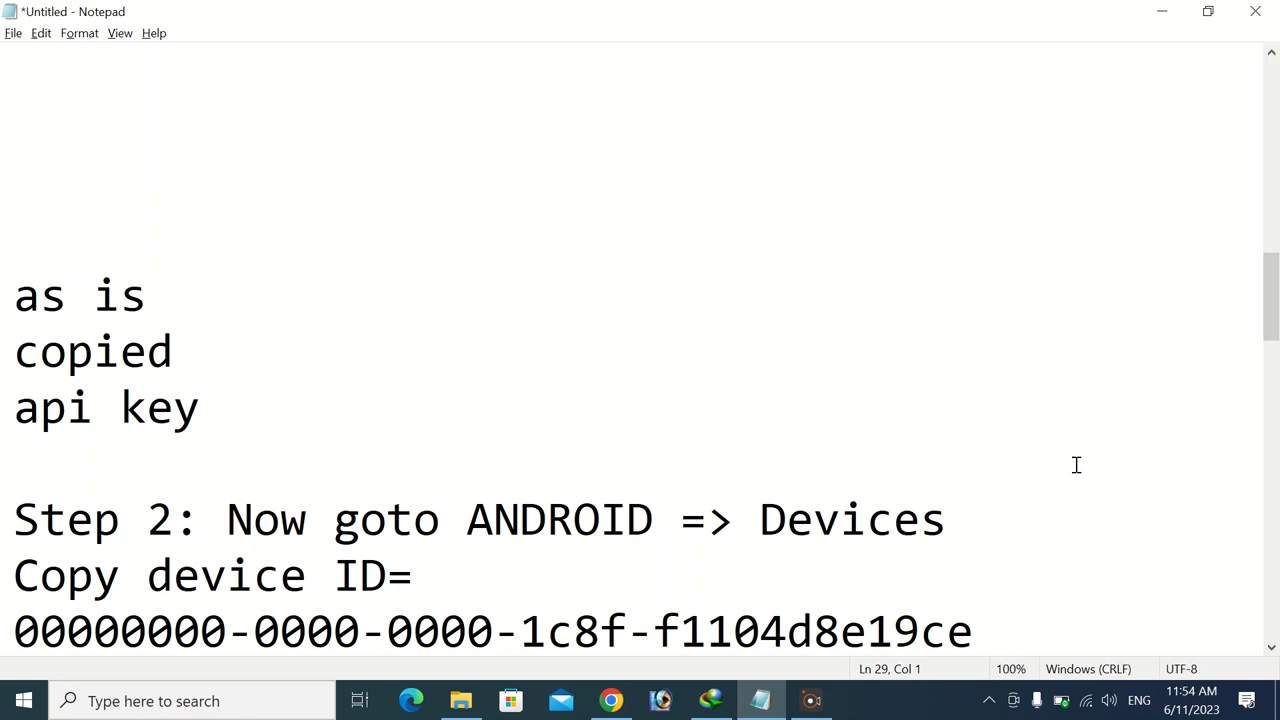 *Untitled - Notepad
File Edit Format View Help
as is
copied
api key
Step 2: Now goto ANDROID => Devices
Copy device ID=
00000000-0000-0000-1c8f-f1104d8e19ce
Ln 29, Col 1 100% Windows (CRLF) UTF-8
Type here to search
ENG
11:54 AM
6/11/2023